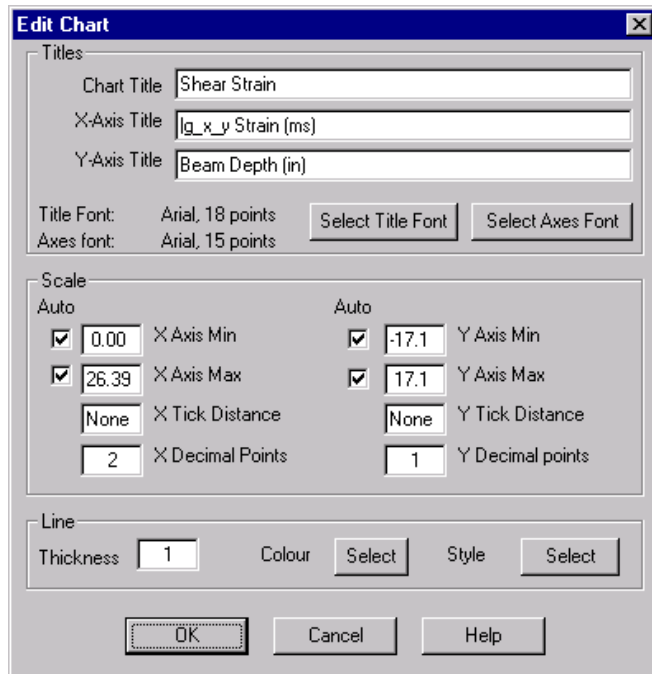 Edit Chart
Titles
Chart Title Shear Strain
X-Axis Title |g_x_y Strain (ms)
Y-Axis Title Beam Depth (in)
Title Font: Arial, 18 points Select Title Font Select Axes Font
Axes font: Arial, 15 points
Scale
Auto Auto
0.00 X Axis Min -17.1 Y Axis Min
26.39 X Axis Max 17.1 Y Axis Max
None X Tick Distance None Y Tick Distance
2 X Decimal Points 1 Y Decimal points
Line
Thickness 1 Colour Select Style Select
OK Cancel Help